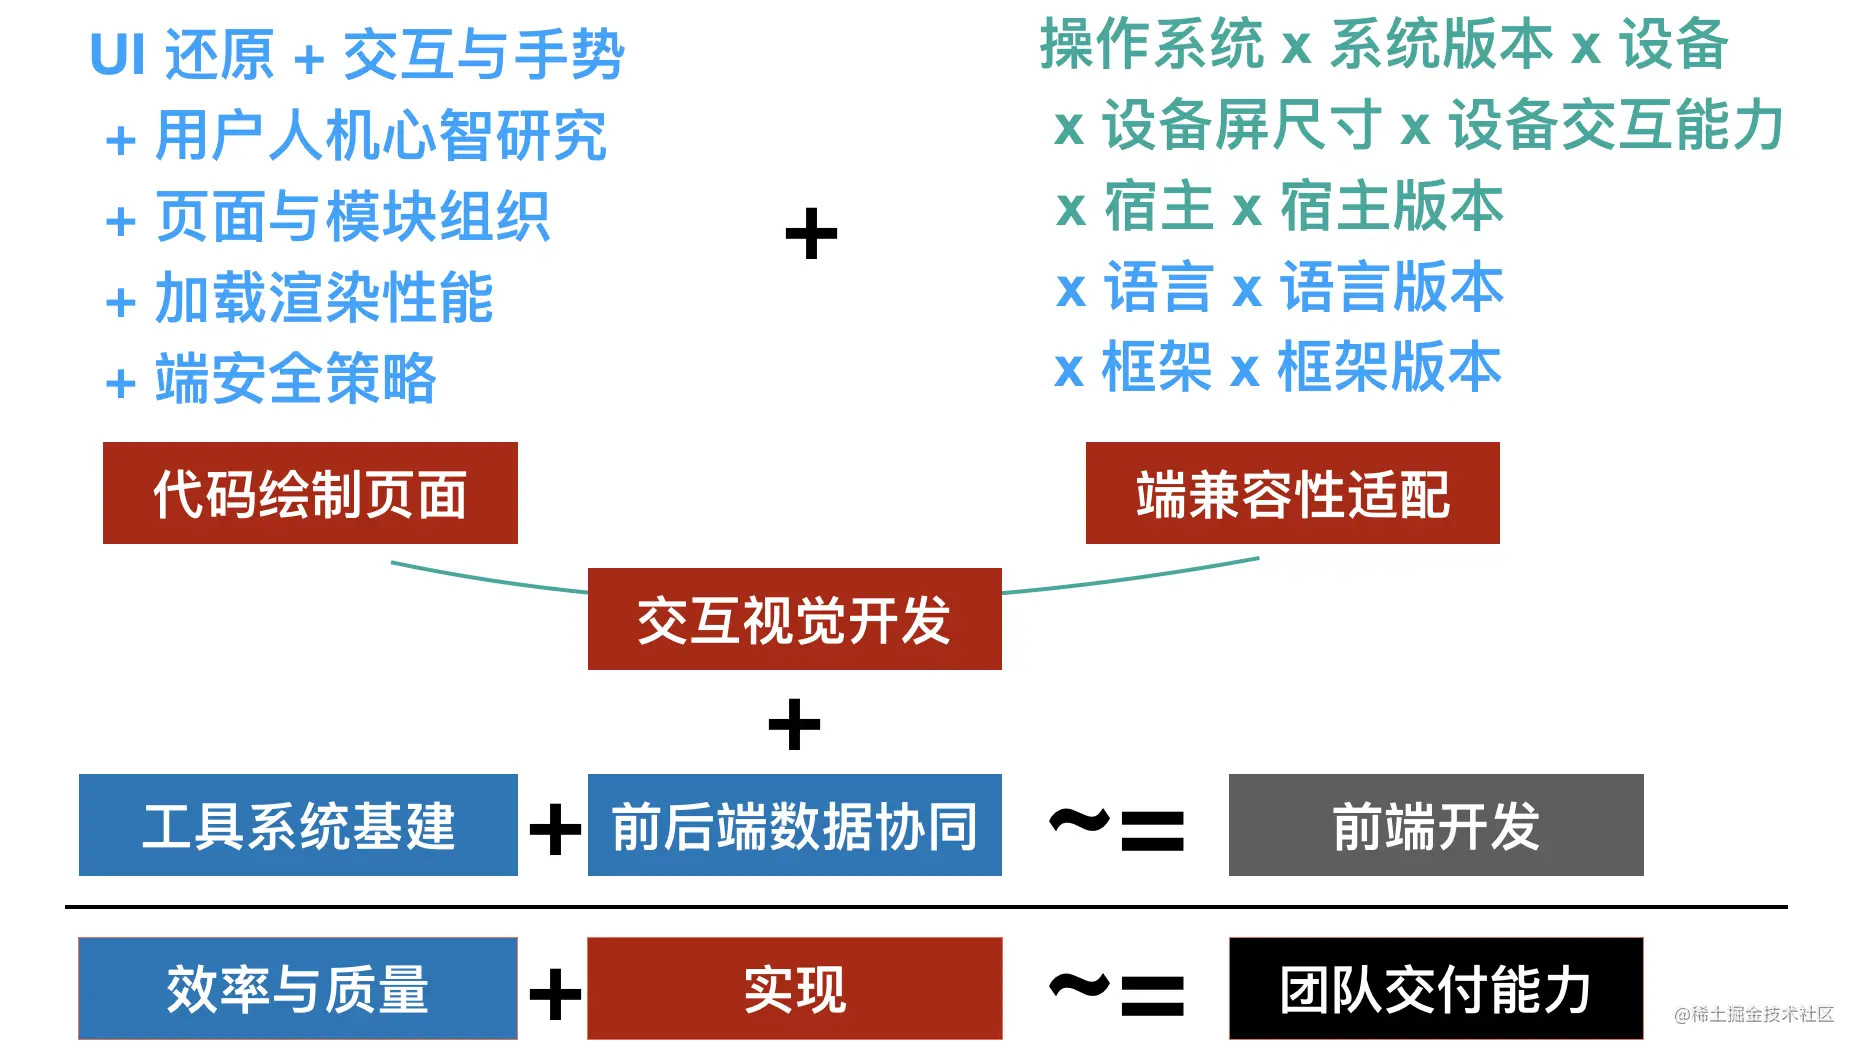 UI 还原 + 交互与手势
+ 用户人机心智研究
+ 页面与模块组织
+ 加载渲染性能
+ 端安全策略
+
操作系统 x 系统版本 x 设备
x 设备屏尺寸 x 设备交互能力
x 宿主 x 宿主版本
x 语言 x 语言版本
x 框架 x 框架版本
代码绘制页面
端兼容性适配
交互视觉开发
+
工具系统基建 + 前后端数据协同 ~= 前端开发
效率与质量 + 实现 ~= 团队交付能力
@稀土掘金技术社区